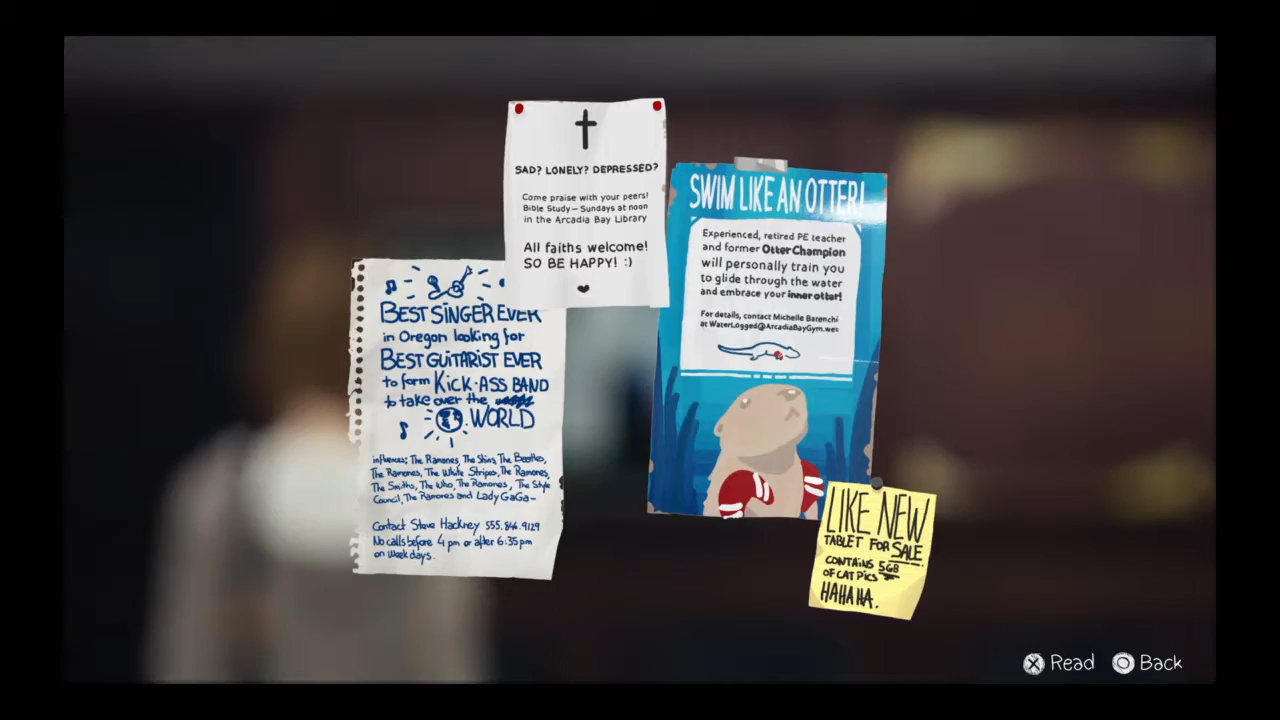 SAD? LONELY? DEPRESSED?
Come praise with your peers!
Bible Study – Sundays at noon
in the Arcadia Bay Library
All faiths welcome!
SO BE HAPPY! :)
SWIM LIKE AN OTTER!
Experienced, retired PE teacher
and former Otter Champion
will personally train you
to glide through the water
and embrace your inner otter!
For details, contact Michelle Barenchi
at WaterLogged@ArcadiaBayGym.wet
BEST SINGER EVER
in Oregon looking for
BEST GUITARIST EVER
to form KICK-ASS BAND
to take over the
WORLD
influences: The Ramones, The Shins, The Beatles,
The Ramones, The White Stripes, The Ramones,
The Smiths, The Who, The Ramones, The Style
Council, The Ramones and Lady GaGa-
Contact Steve Hackney 555.846.9129
No calls before 4 pm or after 6:35 pm
on weekdays.
LIKE NEW
TABLET FOR SALE
CONTAINS 5GB
OF CAT PICS
HAHAHA.
Read Back